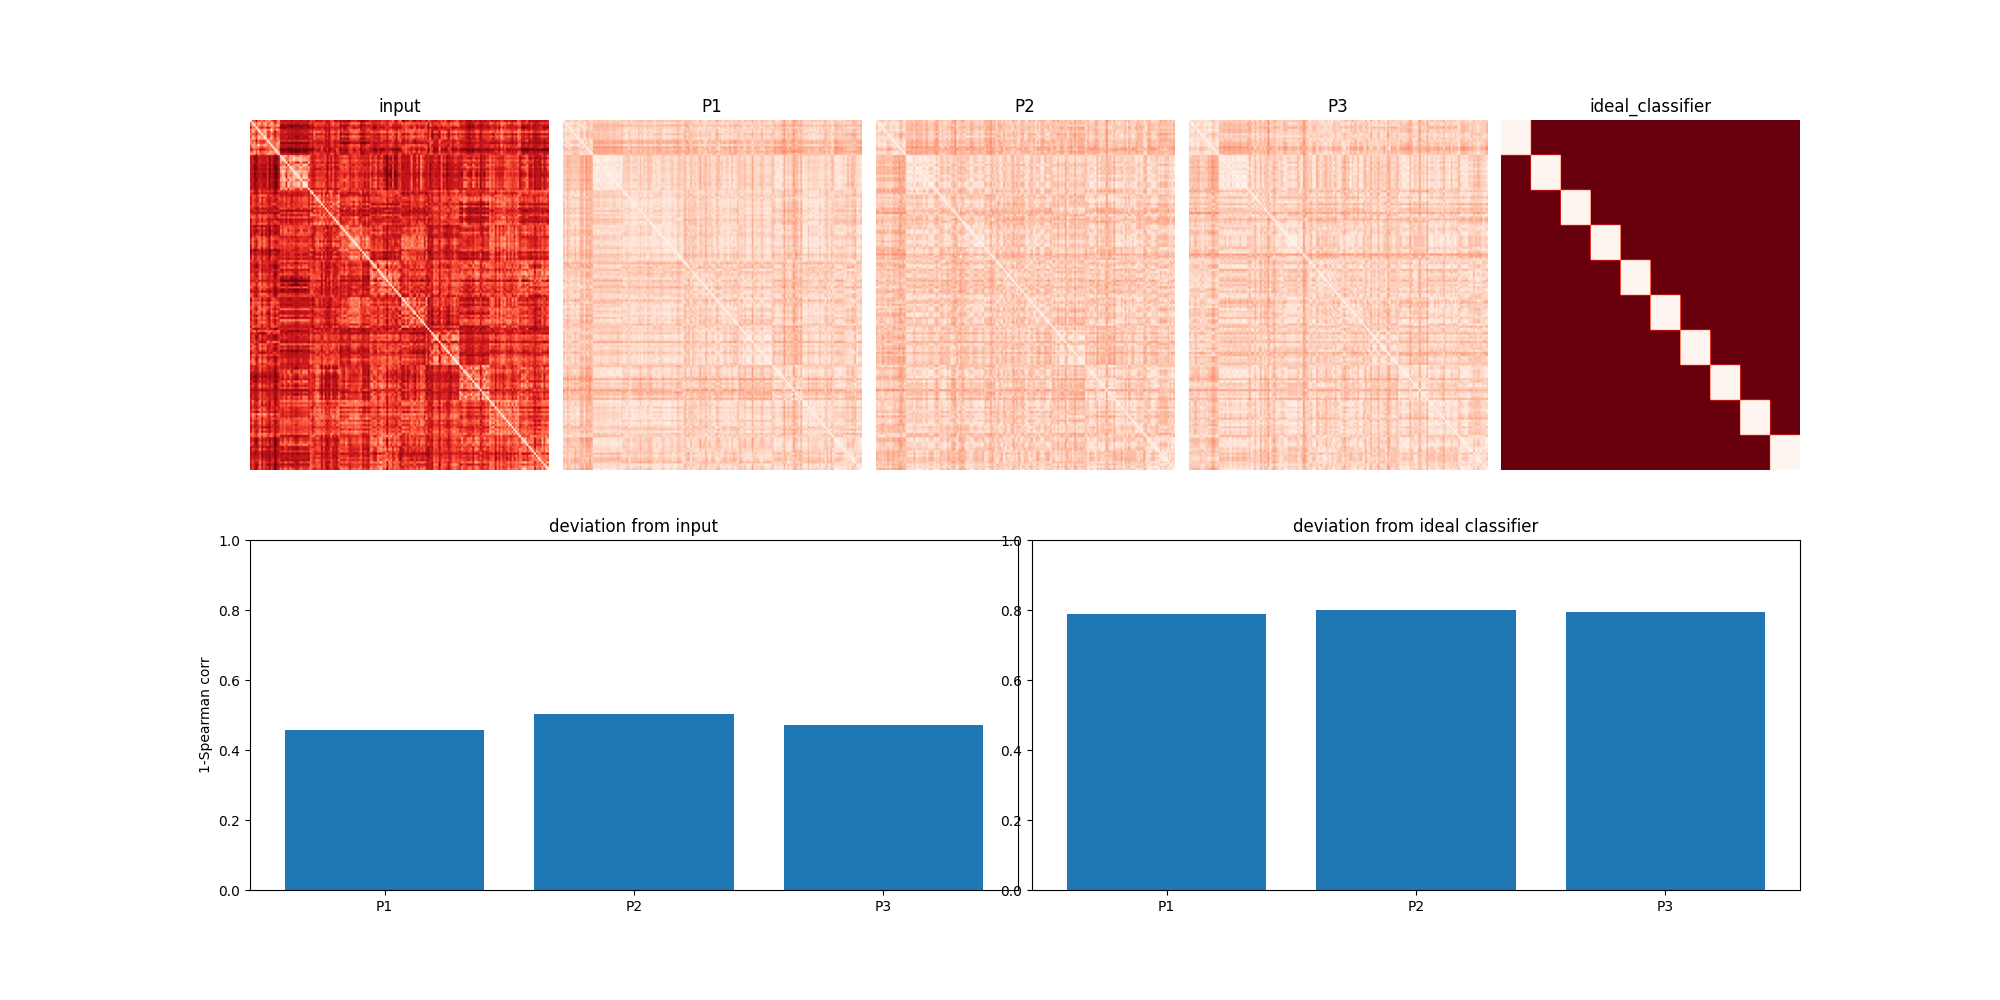 input
P1
P2
P3
ideal_classifier
deviation from input
1-Spearman corr
1.0
0.8
0.6
0.4
0.2
0.0
P1
P2
P3
deviation from ideal classifier
1.0
0.8
0.6
0.4
0.2
0.0
P1
P2
P3